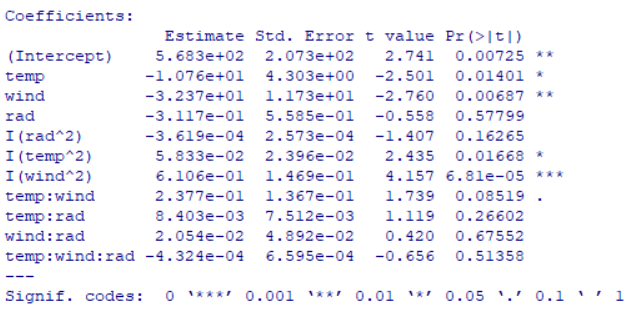 Coefficients:
Estimate Std. Error t value Pr(>|t|)
(Intercept) 5.683e+02 2.073e+02 2.741 0.00725 **
temp -1.076e+01 4.303e+00 -2.501 0.01401 *
wind -3.237e+01 1.173e+01 -2.760 0.00687 **
rad -3.117e-01 5.585e-01 -0.558 0.57799
I(rad^2) -3.619e-04 2.573e-04 -1.407 0.16265
I(temp^2) 5.833e-02 2.396e-02 2.435 0.01668 *
I(wind^2) 6.106e-01 1.469e-01 4.157 6.81e-05 ***
temp:wind 2.377e-01 1.367e-01 1.739 0.08519 .
temp:rad 8.403e-03 7.512e-03 1.119 0.26602
wind:rad 2.054e-02 4.892e-02 0.420 0.67552
temp:wind:rad -4.324e-04 6.595e-04 -0.656 0.51358
---
Signif. codes: 0 ‘***’ 0.001 ‘**’ 0.01 ‘*’ 0.05 ‘.’ 0.1 ‘ ’ 1